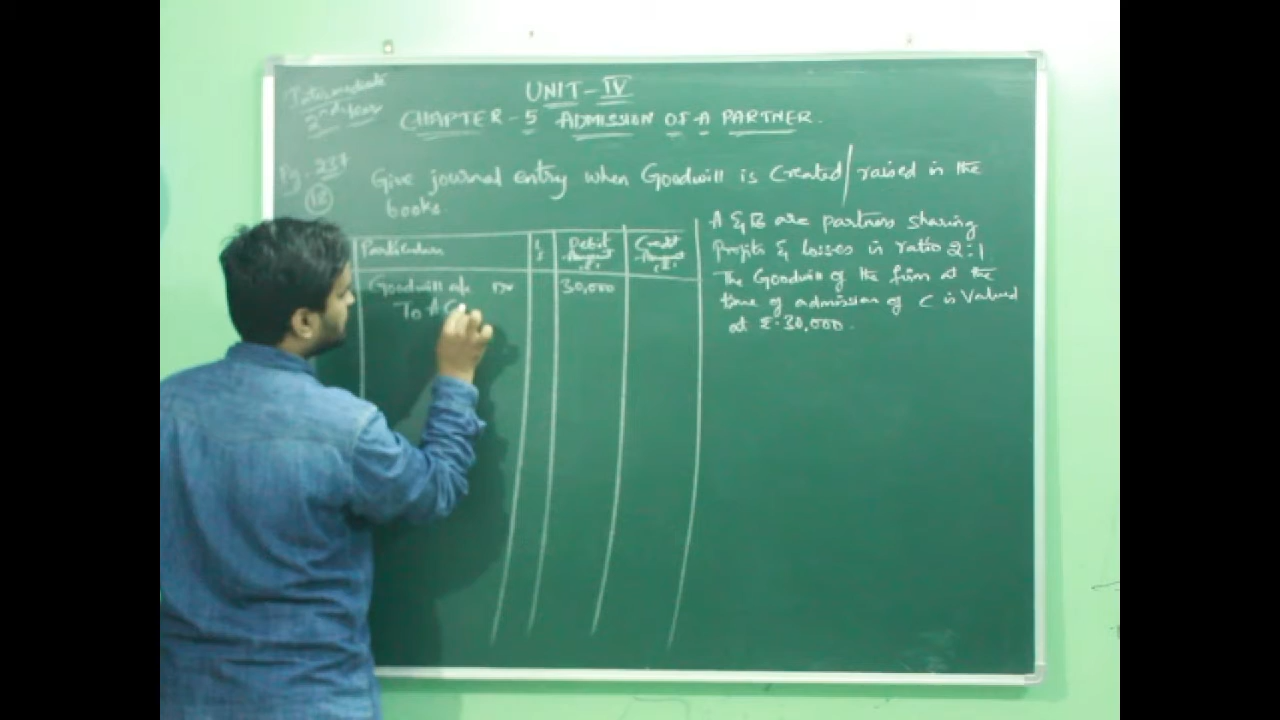 Intermediate
2nd year
UNIT - IV
CHAPTER - 5 ADMISSION OF A PARTNER.
Pg. 237
18
Give journal entry when Goodwill is Created/raised in the
books.
Particulars
Debit
Amount
Credit
Amount
Goodwill a/c Dr 30,000
To A C
A & B are partners sharing
Profits & losses in ratio 2:1
The Goodwill of the firm at the
time of admission of C is Valued
at ₹.30,000.